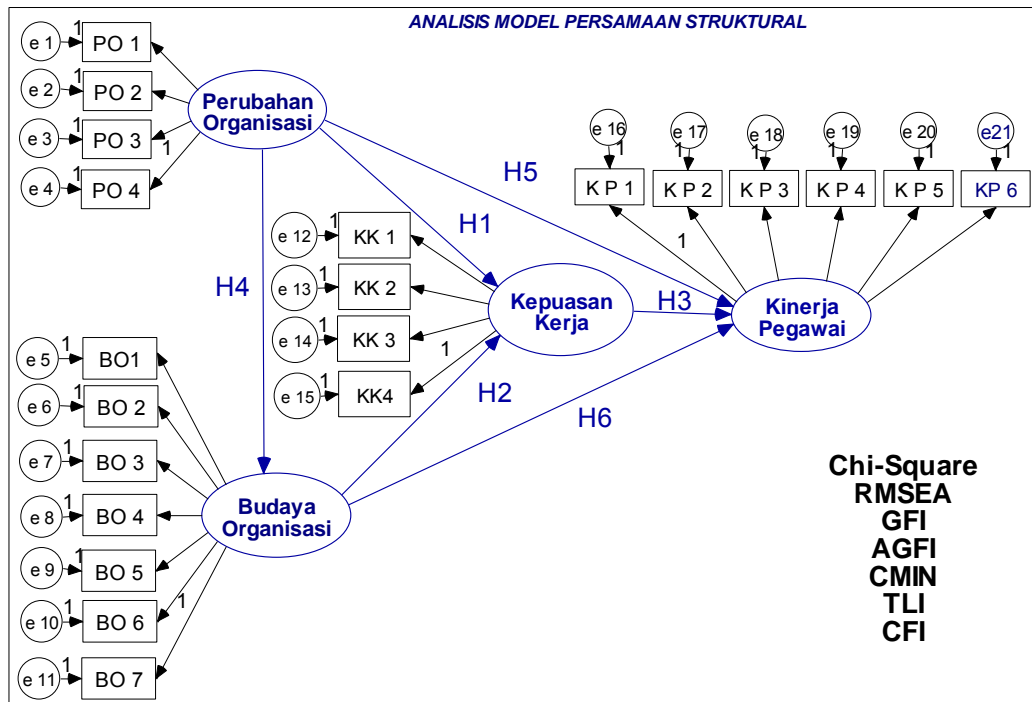 ANALISIS MODEL PERSAMAAN STRUKTURAL
e 1
1
PO 1
e 2
1
PO 2
e 3
1
PO 3
e 4
1
PO 4
1
Perubahan
Organisasi
H5
H1
H4
e 16
1
K P 1
e 17
1
K P 2
e 18
1
K P 3
e 19
1
K P 4
e 20
1
K P 5
e21
1
KP 6
1
e 12
1
KK 1
e 13
1
KK 2
e 14
1
KK 3
e 15
1
KK4
1
Kepuasan
Kerja
H3
Kinerja
Pegawai
H2
H6
e 5
1
BO1
e 6
1
BO 2
e 7
1
BO 3
e 8
1
BO 4
e 9
1
BO 5
e 10
1
BO 6
e 11
1
BO 7
1
Budaya
Organisasi
Chi-Square
RMSEA
GFI
AGFI
CMIN
TLI
CFI